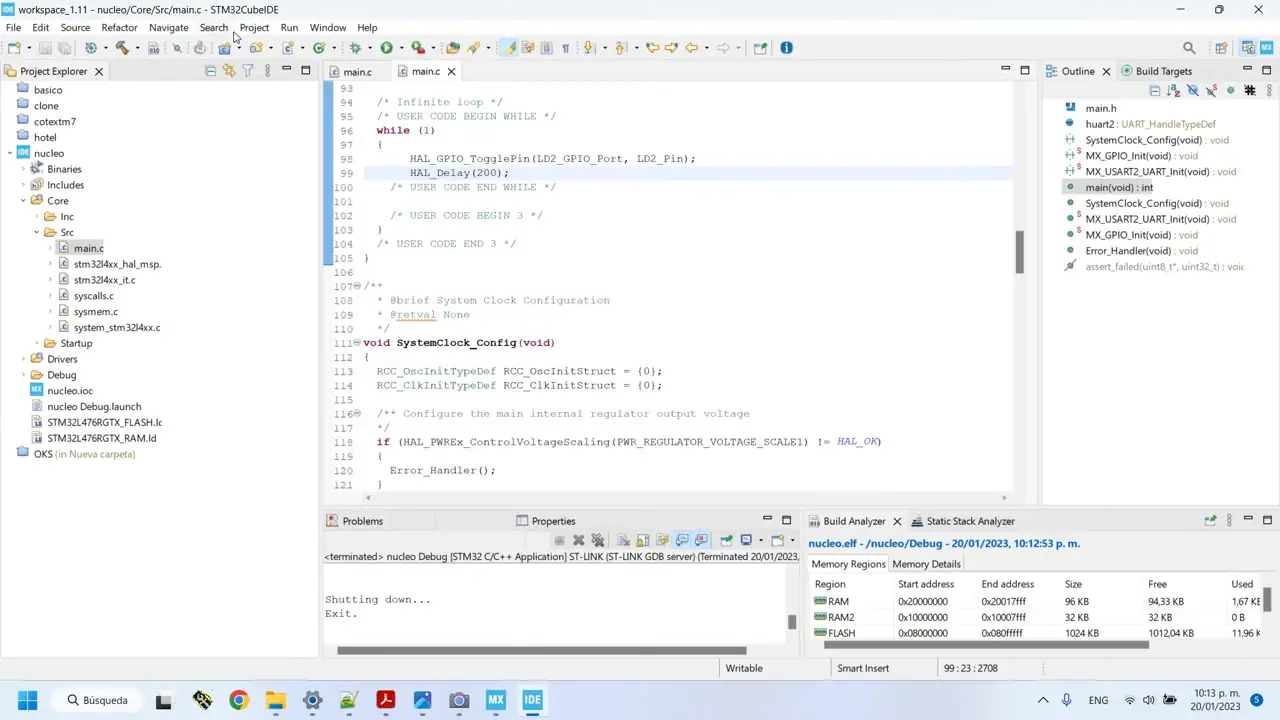 workspace_1.11 - nucleo/Core/Src/main.c - STM32CubeIDE
File Edit Source Refactor Navigate Search Project Run Window Help
Project Explorer
basico
clone
cotextm7
hotel
nucleo
Binaries
Includes
Core
Inc
Src
main.c
stm32l4xx_hal_msp.
stm32l4xx_it.c
syscalls.c
sysmem.c
system_stm32l4xx.c
Startup
Drivers
Debug
nucleo.ioc
nucleo Debug.launch
STM32L476RGTX_FLASH.lc
STM32L476RGTX_RAM.ld
OKS (in Nueva carpeta)
main.c main.c
93
94 /* Infinite loop */
95 /* USER CODE BEGIN WHILE */
96 while (1)
97 {
98 HAL_GPIO_TogglePin(LD2_GPIO_Port, LD2_Pin);
99 HAL_Delay(200);
100 /* USER CODE END WHILE */
101
102 /* USER CODE BEGIN 3 */
103 }
104 /* USER CODE END 3 */
105 }
106
107 /**
108 * @brief System Clock Configuration
109 * @retval None
110 */
111 void SystemClock_Config(void)
112 {
113 RCC_OscInitTypeDef RCC_OscInitStruct = {0};
114 RCC_ClkInitTypeDef RCC_ClkInitStruct = {0};
115
116 /** Configure the main internal regulator output voltage
117 */
118 if (HAL_PWREx_ControlVoltageScaling(PWR_REGULATOR_VOLTAGE_SCALE1) != HAL_OK)
119 {
120 Error_Handler();
121 }
Outline Build Targets
main.h
huart2 : UART_HandleTypeDef
SystemClock_Config(void) : void
MX_GPIO_Init(void) : void
MX_USART2_UART_Init(void) : void
main(void) : int
SystemClock_Config(void) : void
MX_USART2_UART_Init(void) : void
MX_GPIO_Init(void) : void
Error_Handler(void) : void
assert_failed(uint8_t*, uint32_t) : voic
Problems Properties
<terminated> nucleo Debug [STM32 C/C++ Application] ST-LINK (ST-LINK GDB server) (Terminated 20/01/2023,
Shutting down...
Exit.
Build Analyzer Static Stack Analyzer
nucleo.elf - /nucleo/Debug - 20/01/2023, 10:12:53 p. m.
Memory Regions Memory Details
Region Start address End address Size Free Used
RAM 0x20000000 0x20017fff 96 KB 94,33 KB 1,67 KE
RAM2 0x10000000 0x10007fff 32 KB 32 KB 0 B
FLASH 0x08000000 0x080fffff 1024 KB 1012,04 KB 11,96 K
Writable Smart Insert 99 : 23 : 2708
IDE
Búsqueda
MX
IDE
ENG
10:13 p. m.
20/01/2023
5